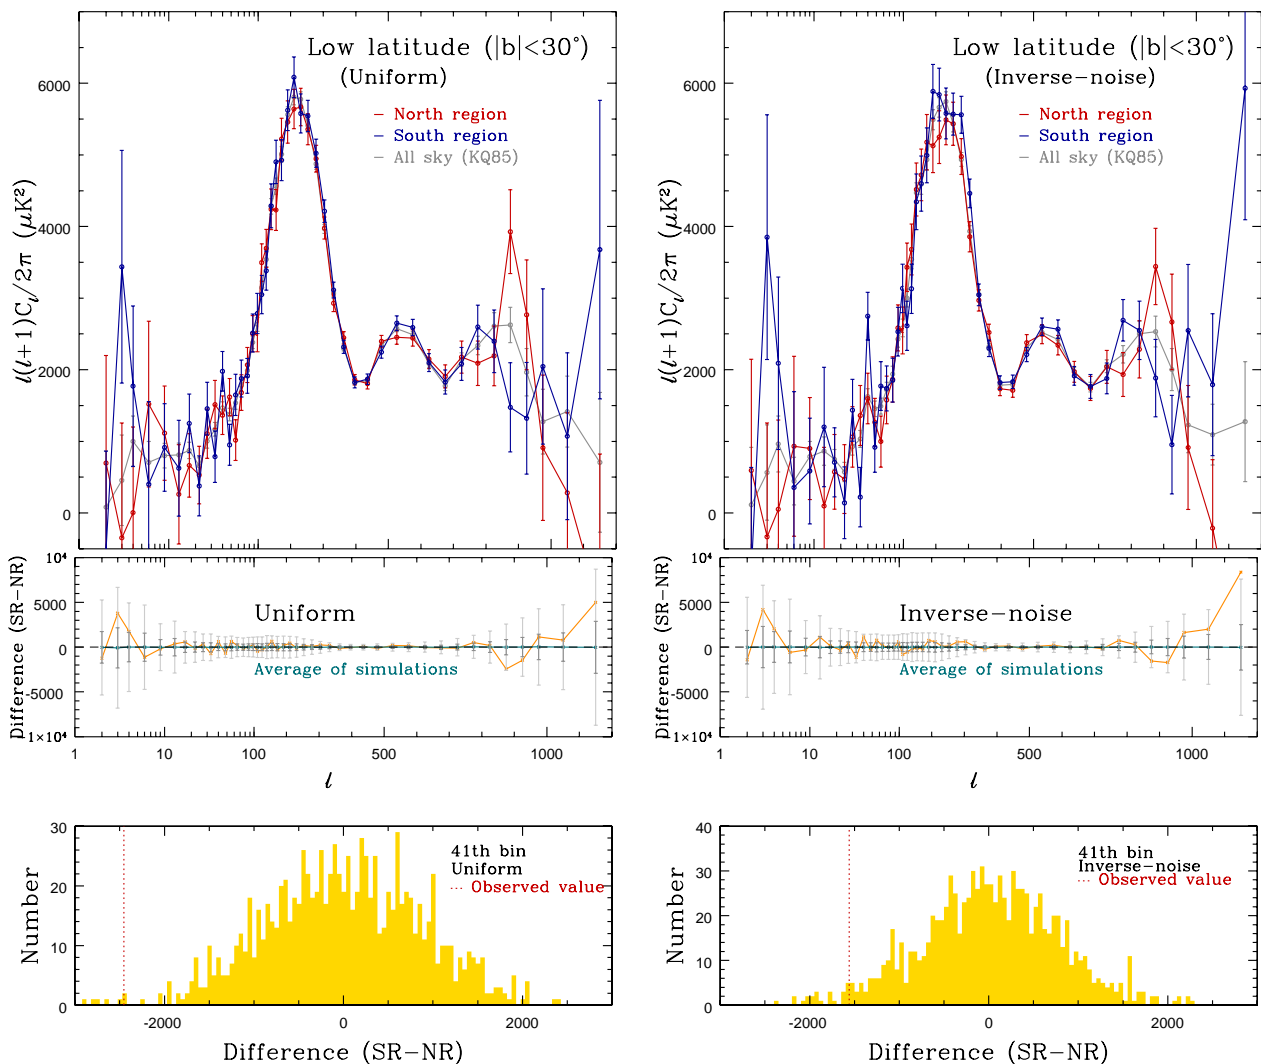 Low latitude (|b|<30°)
(Uniform)
North region
South region
All sky (KQ85)
6000
4000
2000
0
ℓ(ℓ+1)Cℓ/2π (μK²)
Low latitude (|b|<30°)
(Inverse−noise)
North region
South region
All sky (KQ85)
6000
4000
2000
0
ℓ(ℓ+1)Cℓ/2π (μK²)
10⁴
5000
0
−5000
−1×10⁴
Difference (SR−NR)
Uniform
Average of simulations
1 10 100 500 1000
ℓ
10⁴
5000
0
−5000
−1×10⁴
Difference (SR−NR)
Inverse−noise
Average of simulations
1 10 100 500 1000
ℓ
30
20
10
0
Number
41th bin
Uniform
Observed value
-2000 0 2000
Difference (SR−NR)
40
30
20
10
0
Number
41th bin
Inverse−noise
Observed value
-2000 0 2000
Difference (SR−NR)